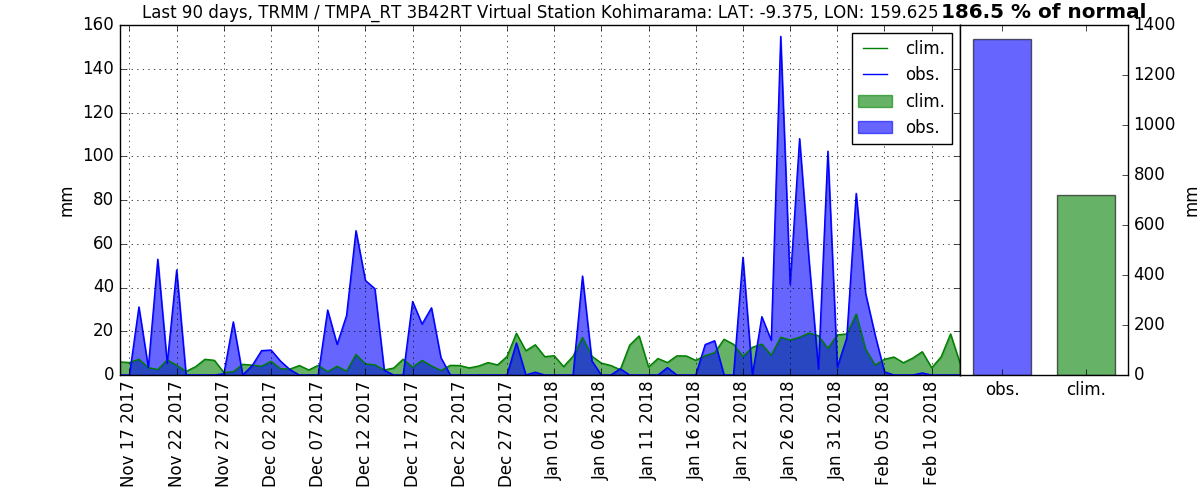 Last 90 days, TRMM / TMPA_RT 3B42RT Virtual Station Kohimarama: LAT: -9.375, LON: 159.625
186.5 % of normal
clim.
obs.
clim.
obs.
mm
160
140
120
100
80
60
40
20
0
Nov 17 2017
Nov 22 2017
Nov 27 2017
Dec 02 2017
Dec 07 2017
Dec 12 2017
Dec 17 2017
Dec 22 2017
Dec 27 2017
Jan 01 2018
Jan 06 2018
Jan 11 2018
Jan 16 2018
Jan 21 2018
Jan 26 2018
Jan 31 2018
Feb 05 2018
Feb 10 2018
1400
1200
1000
800
600
400
200
0
mm
obs.
clim.